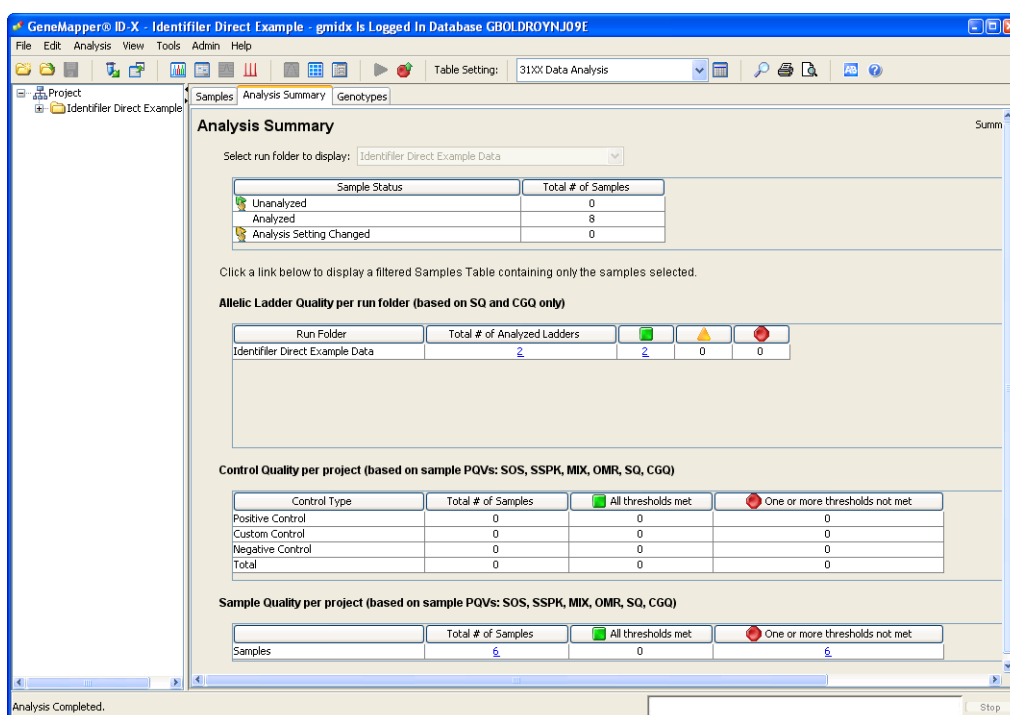 GeneMapper® ID-X - Identifiler Direct Example - gmidx Is Logged In Database GBOLDROYNJ09E
File Edit Analysis View Tools Admin Help
Table Setting: 31XX Data Analysis
Project
Identifiler Direct Example
Samples Analysis Summary Genotypes
Analysis Summary
Summ
Select run folder to display: Identifiler Direct Example Data
Sample Status Total # of Samples
Unanalyzed 0
Analyzed 8
Analysis Setting Changed 0
Click a link below to display a filtered Samples Table containing only the samples selected.
Allelic Ladder Quality per run folder (based on SQ and CGQ only)
Run Folder Total # of Analyzed Ladders
Identifiler Direct Example Data 2 2 0 0
Control Quality per project (based on sample PQVs: SOS, SSPK, MIX, OMR, SQ, CGQ)
Control Type Total # of Samples All thresholds met One or more thresholds not met
Positive Control 0 0 0
Custom Control 0 0 0
Negative Control 0 0 0
Total 0 0 0
Sample Quality per project (based on sample PQVs: SOS, SSPK, MIX, OMR, SQ, CGQ)
Total # of Samples All thresholds met One or more thresholds not met
Samples 6 0 6
Analysis Completed.
Stop